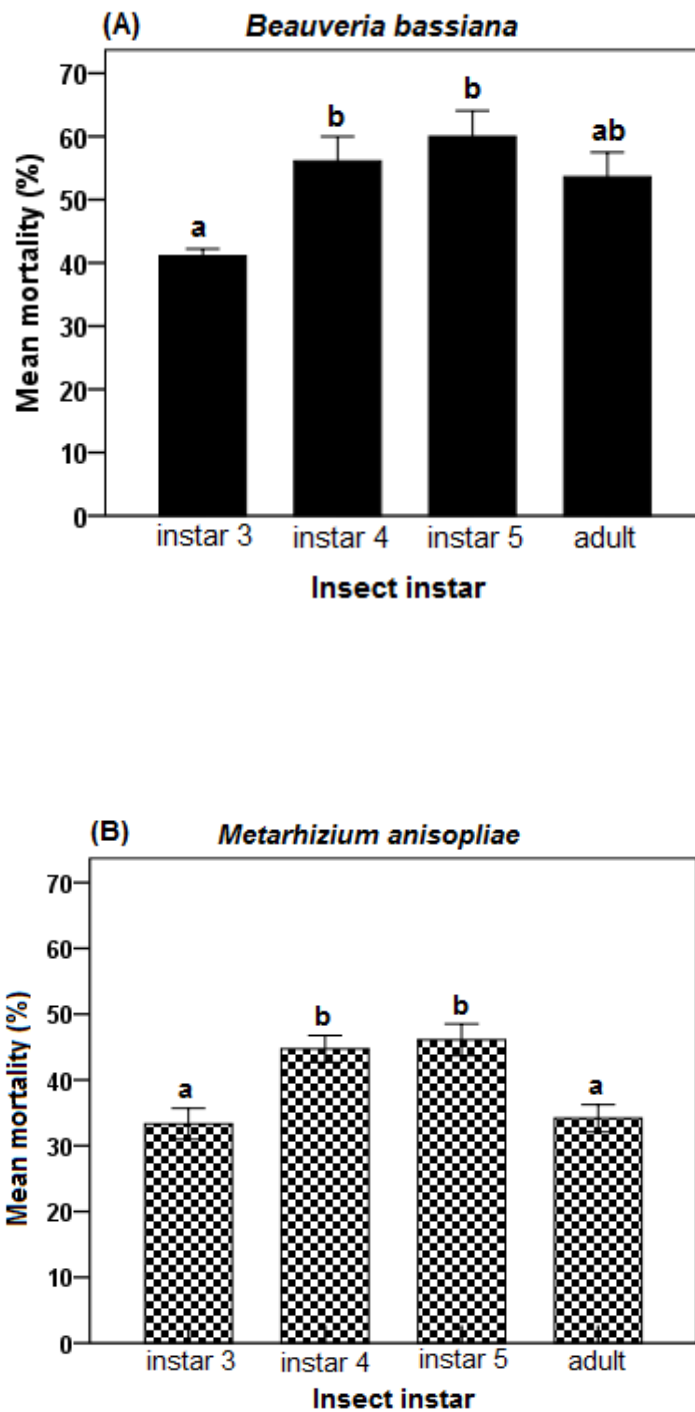 (A) Beauveria bassiana
Mean mortality (%)
70
60
50
40
30
20
10
0
a
b
b
ab
instar 3 instar 4 instar 5 adult
Insect instar
(B) Metarhizium anisopliae
Mean mortality (%)
70
60
50
40
30
20
10
0
a
b
b
a
instar 3 instar 4 instar 5 adult
Insect instar